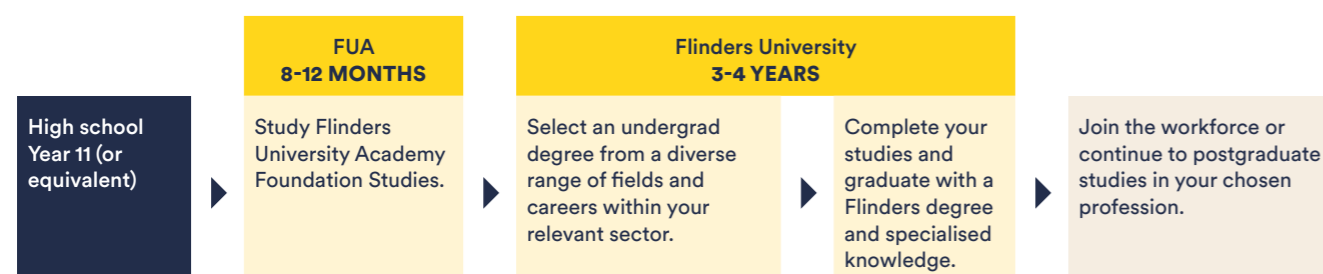 FUA
8-12 MONTHS
Flinders University
3-4 YEARS
High school
Year 11 (or
equivalent)
Study Flinders
University Academy
Foundation Studies.
Select an undergrad
degree from a diverse
range of fields and
careers within your
relevant sector.
Complete your
studies and
graduate with a
Flinders degree
and specialised
knowledge.
Join the workforce or
continue to postgraduate
studies in your chosen
profession.